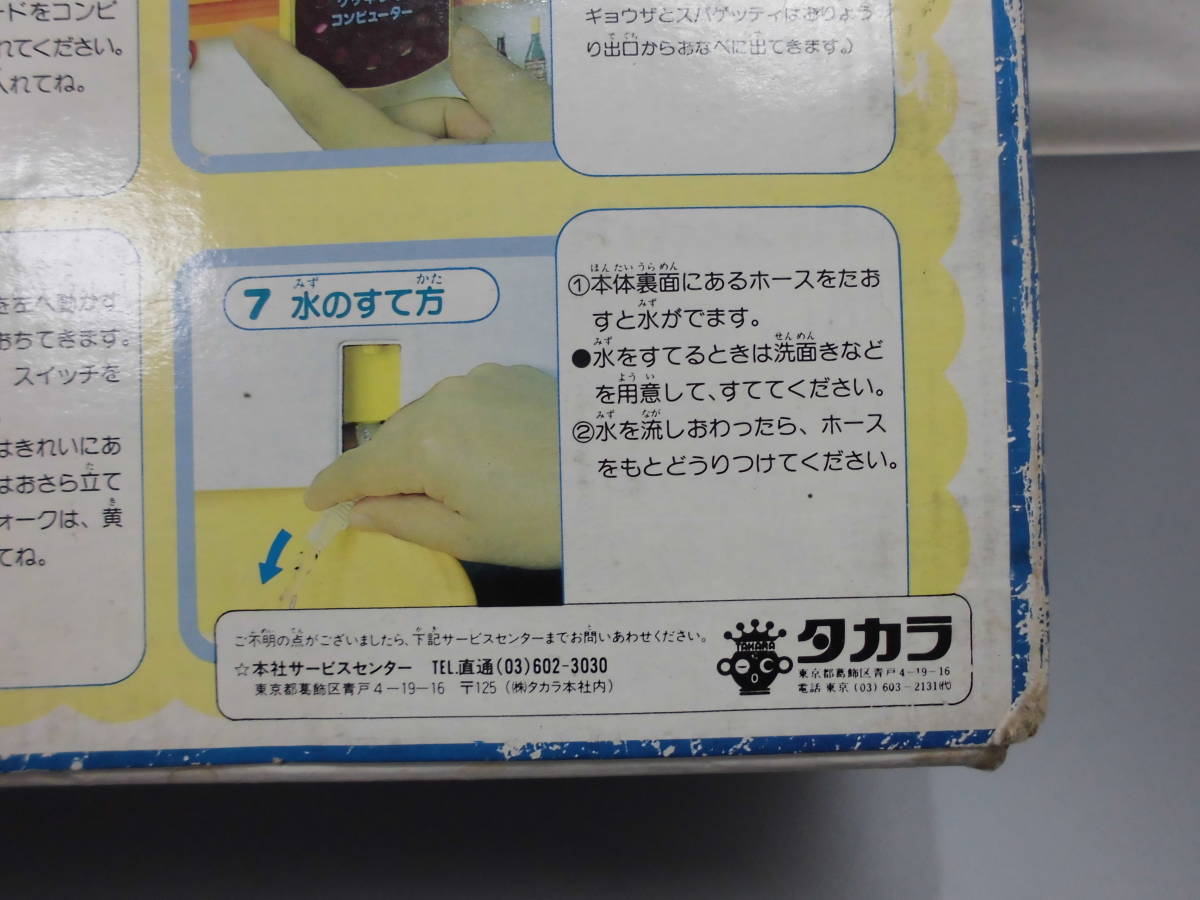 ードをコンピ
れてください。
入れてね。
コンピューター
ギョウザとスパゲッティはおりょう
り出口からおなべに出てきます。)
を左へ動かす
おちてきます。
スイッチを
はきれいにあ
はおさら立て
ォークは、黄
てね。
7 水のすて方
①本体裏面にあるホースをたお
すと水がでます。
●水をすてるときは洗面きなど
を用意して、すててください。
②水を流しおわったら、ホース
をもとどうりつけてください。
ご不明の点がございましたら、下記サービスセンターまでお問いあわせください。
☆本社サービスセンター TEL.直通(03)602-3030
東京都葛飾区青戸4-19-16 〒125 (㈱タカラ本社内)
TAKARA
タカラ
東京都葛飾区青戸4-19-16
電話 東京 (03) 603-2131㈹